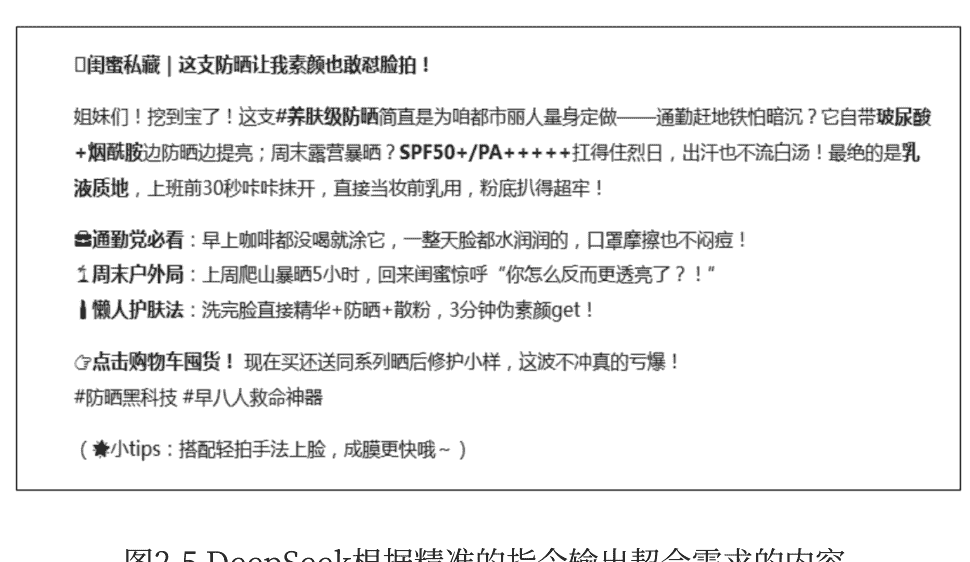 闺蜜私藏 | 这支防晒让我素颜也敢怼脸拍！
姐妹们！挖到宝了！这支#养肤级防晒简直是为咱都市丽人量身定做——通勤赶地铁怕暗沉？它自带玻尿酸
+烟酰胺边防晒边提亮；周末露营暴晒？SPF50+/PA+++++扛得住烈日，出汗也不流白汤！最绝的是乳
液质地，上班前30秒咔咔抹开，直接当妆前乳用，粉底扒得超牢！
通勤党必看：早上咖啡都没喝就涂它，一整天脸都水润润的，口罩摩擦也不闷痘！
周末户外局：上周爬山暴晒5小时，回来闺蜜惊呼“你怎么反而更透亮了？！”
懒人护肤法：洗完脸直接精华+防晒+散粉，3分钟伪素颜get！
👉点击购物车囤货！ 现在买还送同系列晒后修护小样，这波不冲真的亏爆！
#防晒黑科技 #早八人救命神器
（小tips：搭配轻拍手法上脸，成膜更快哦~）
图2-5 DeepSeek根据精准的指令输出契合需求的内容